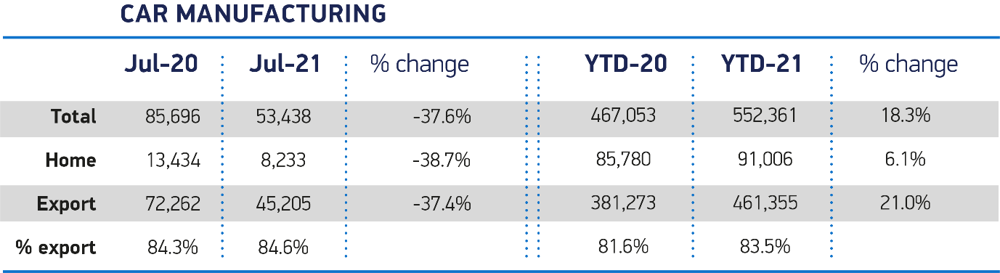 CAR MANUFACTURING
Jul-20 Jul-21 % change YTD-20 YTD-21 % change
Total 85,696 53,438 -37.6% 467,053 552,361 18.3%
Home 13,434 8,233 -38.7% 85,780 91,006 6.1%
Export 72,262 45,205 -37.4% 381,273 461,355 21.0%
% export 84.3% 84.6% 81.6% 83.5%